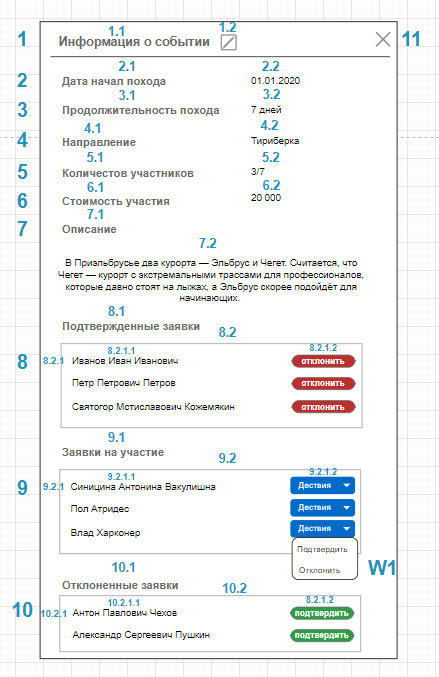 1 1.1 1.2 11
Информация о событии
2 2.1 2.2
Дата начал похода 01.01.2020
3 3.1 3.2
Продолжительность похода 7 дней
4 4.1 4.2
Направление Тириберка
5 5.1 5.2
Количестов участников 3/7
6 6.1 6.2
Стоимость участия 20 000
7 7.1
Описание
7.2
В Приэльбрусье два курорта — Эльбрус и Чегет. Считается, что
Чегет — курорт с экстремальными трассами для профессионалов,
которые давно стоят на лыжах, а Эльбрус скорее подойдёт для
начинающих.
8.1
Подтвержденные заявки 8.2
8 8.2.1 8.2.1.1 8.2.1.2
Иванов Иван Иванович отклонить
Петр Петрович Петров отклонить
Святогор Мстиславович Кожемякин отклонить
9.1
Заявки на участие 9.2
9 9.2.1 9.2.1.1 9.2.1.2
Синицина Антонина Вакулишна Дествия
Пол Атридес Дествия
Влад Харконер Дествия
Подтвердить
Отклонить
W1
10.1
Отклоненные заявки 10.2
10 10.2.1 10.2.1.1 8.2.1.2
Антон Павлович Чехов подтвердить
Александр Сергеевич Пушкин подтвердить